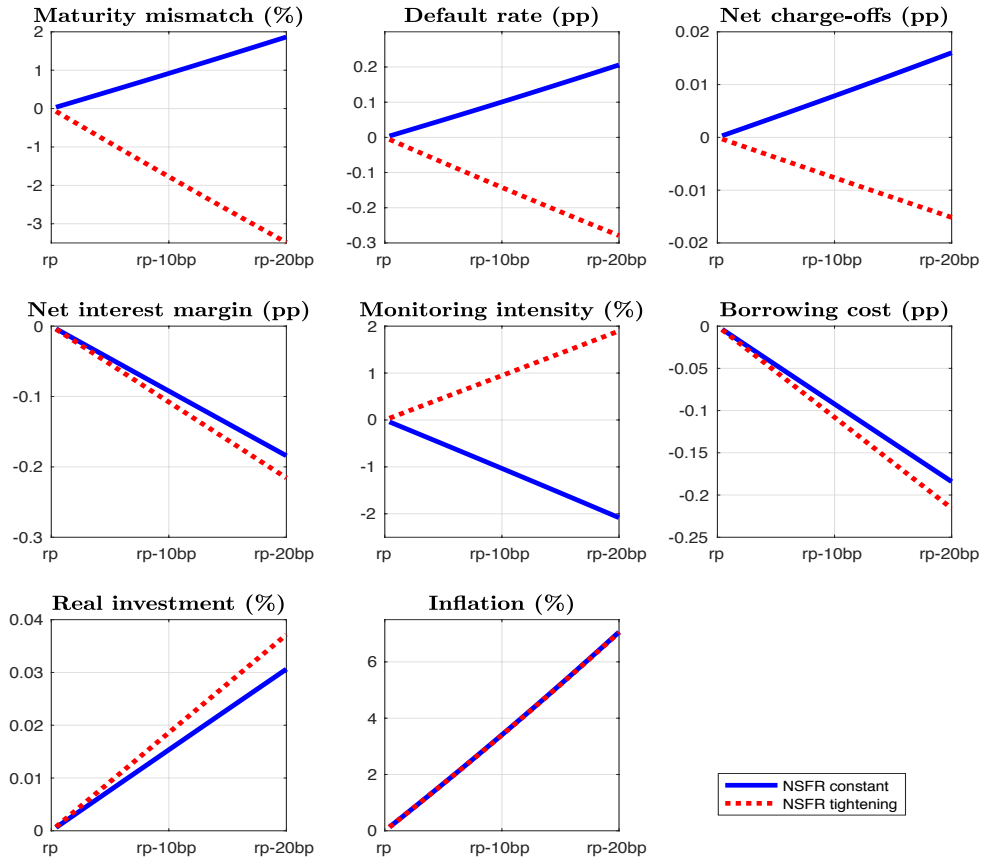 Maturity mismatch (%)
2
1
0
-1
-2
-3
rp
rp-10bp
rp-20bp
Default rate (pp)
0.2
0.1
0
-0.1
-0.2
-0.3
rp
rp-10bp
rp-20bp
Net charge-offs (pp)
0.02
0.01
0
-0.01
-0.02
rp
rp-10bp
rp-20bp
Net interest margin (pp)
0
-0.1
-0.2
-0.3
rp
rp-10bp
rp-20bp
Monitoring intensity (%)
2
1
0
-1
-2
rp
rp-10bp
rp-20bp
Borrowing cost (pp)
0
-0.05
-0.1
-0.15
-0.2
-0.25
rp
rp-10bp
rp-20bp
Real investment (%)
0.04
0.03
0.02
0.01
0
rp
rp-10bp
rp-20bp
Inflation (%)
6
4
2
0
rp
rp-10bp
rp-20bp
NSFR constant
NSFR tightening